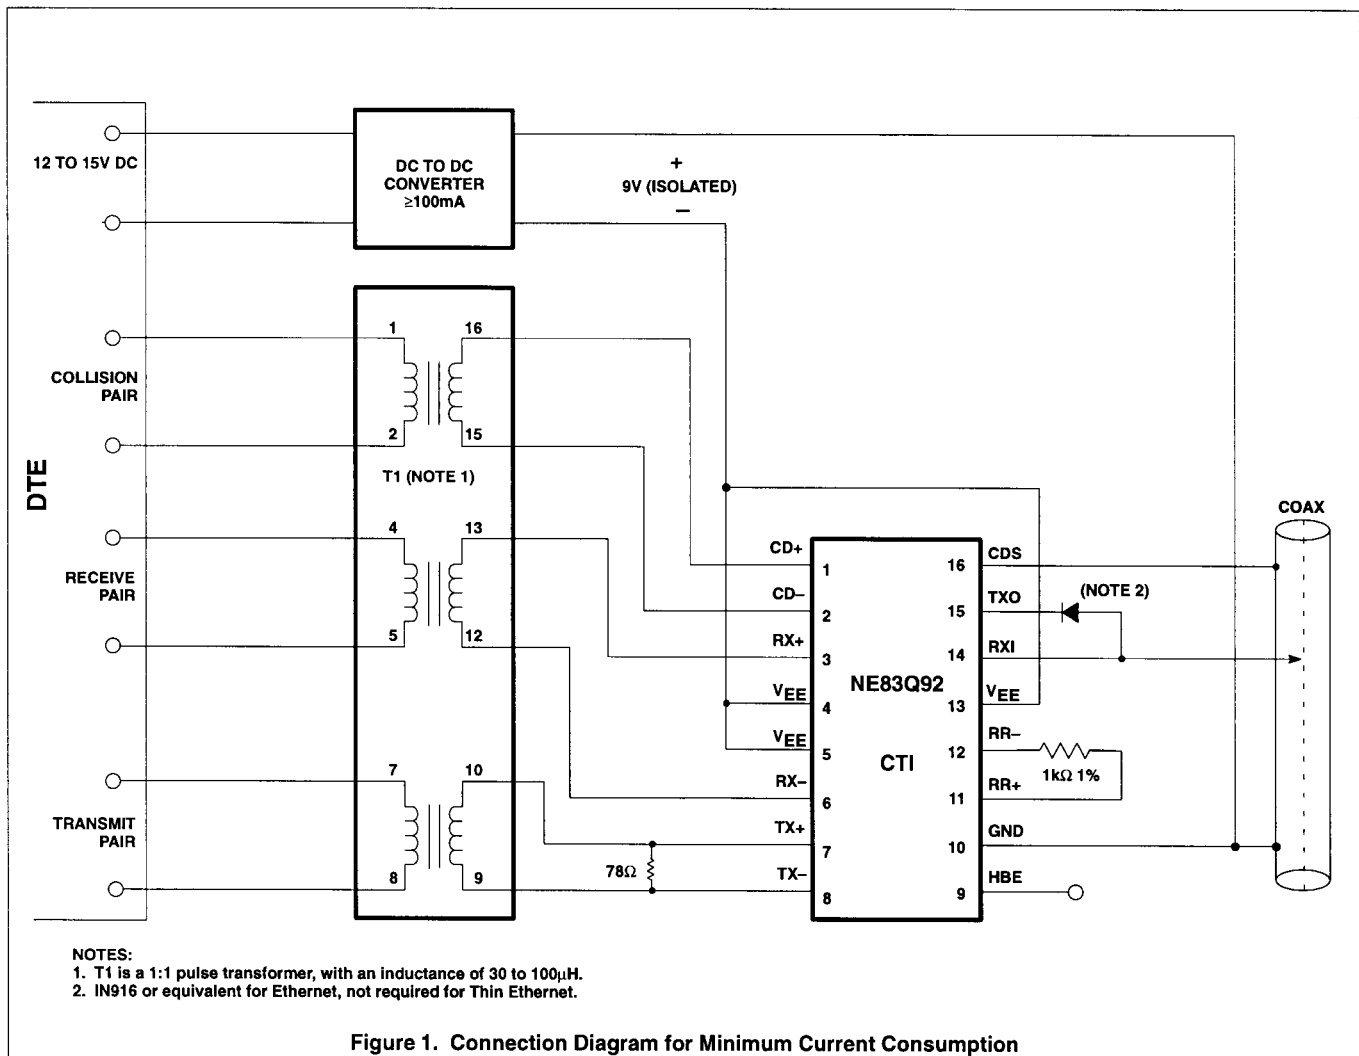 12 TO 15V DC
DC TO DC
CONVERTER
≥100mA
+
9V (ISOLATED)
−
DTE
COLLISION
PAIR
RECEIVE
PAIR
TRANSMIT
PAIR
1
16
2
15
T1 (NOTE 1)
4
13
5
12
7
10
8
9
78Ω
CD+
1
CD–
2
RX+
3
VEE
4
VEE
5
RX–
6
TX+
7
TX–
8
NE83Q92
CTI
16
CDS
15
TXO
(NOTE 2)
14
RXI
13
VEE
12
RR–
1kΩ 1%
11
RR+
10
GND
9
HBE
COAX
NOTES:
1. T1 is a 1:1 pulse transformer, with an inductance of 30 to 100μH.
2. IN916 or equivalent for Ethernet, not required for Thin Ethernet.
Figure 1. Connection Diagram for Minimum Current Consumption